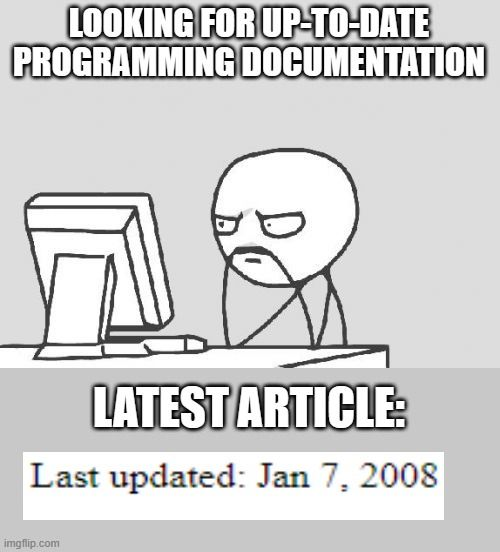 LOOKING FOR UP-TO-DATE
PROGRAMMING DOCUMENTATION
LATEST ARTICLE:
Last updated: Jan 7, 2008
imgflip.com